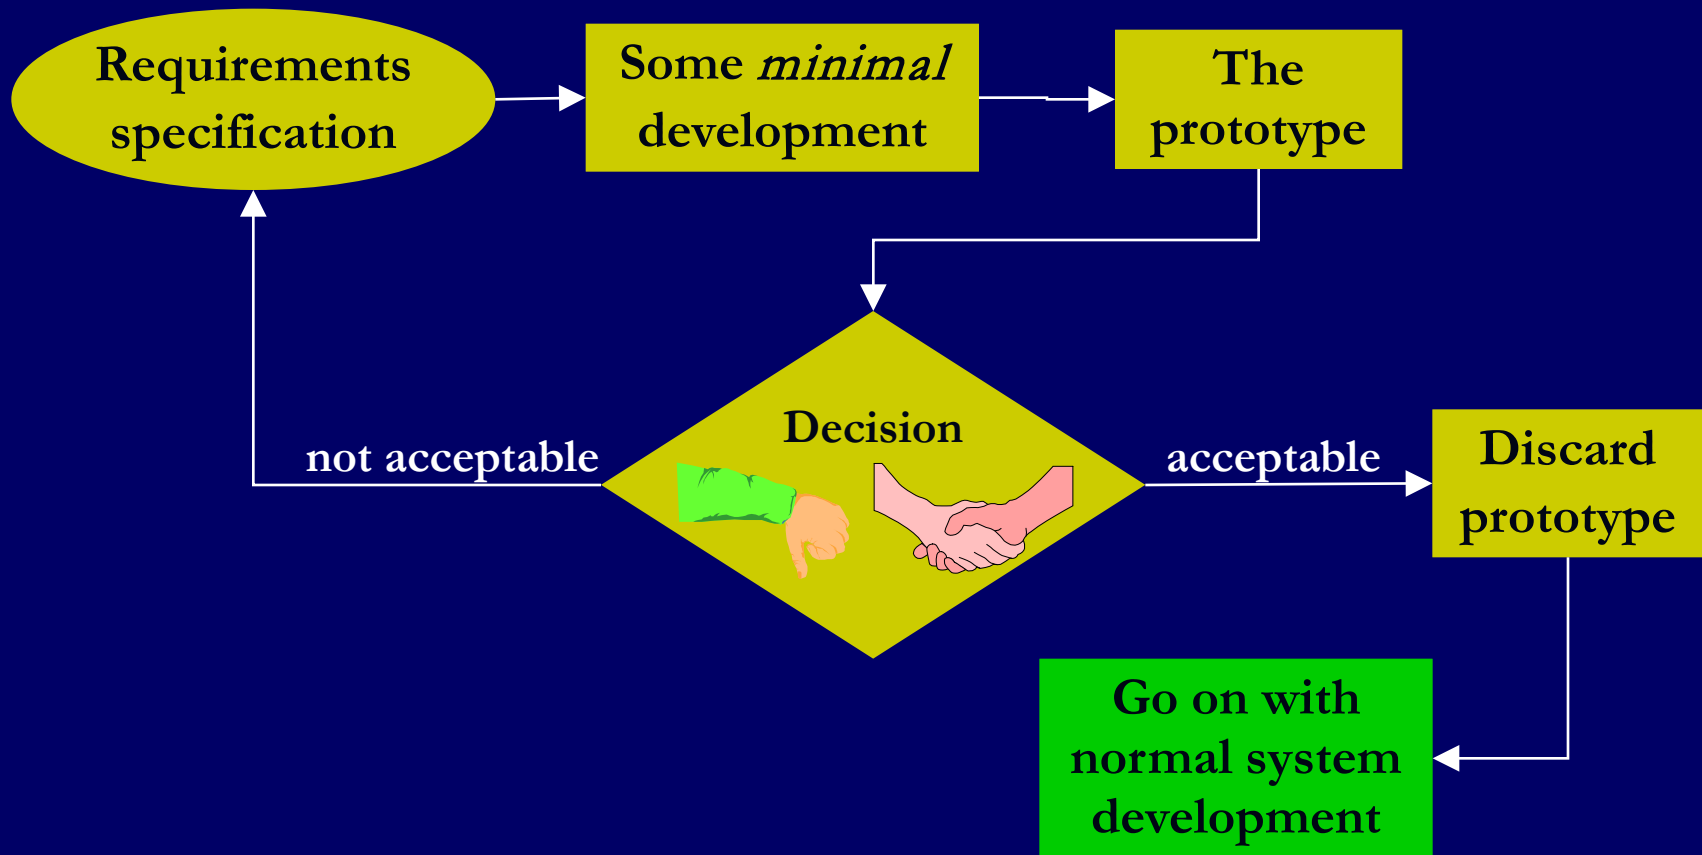 Requirements
specification
Some minimal
development
The
prototype
Decision
not acceptable
acceptable
Discard
prototype
Go on with
normal system
development